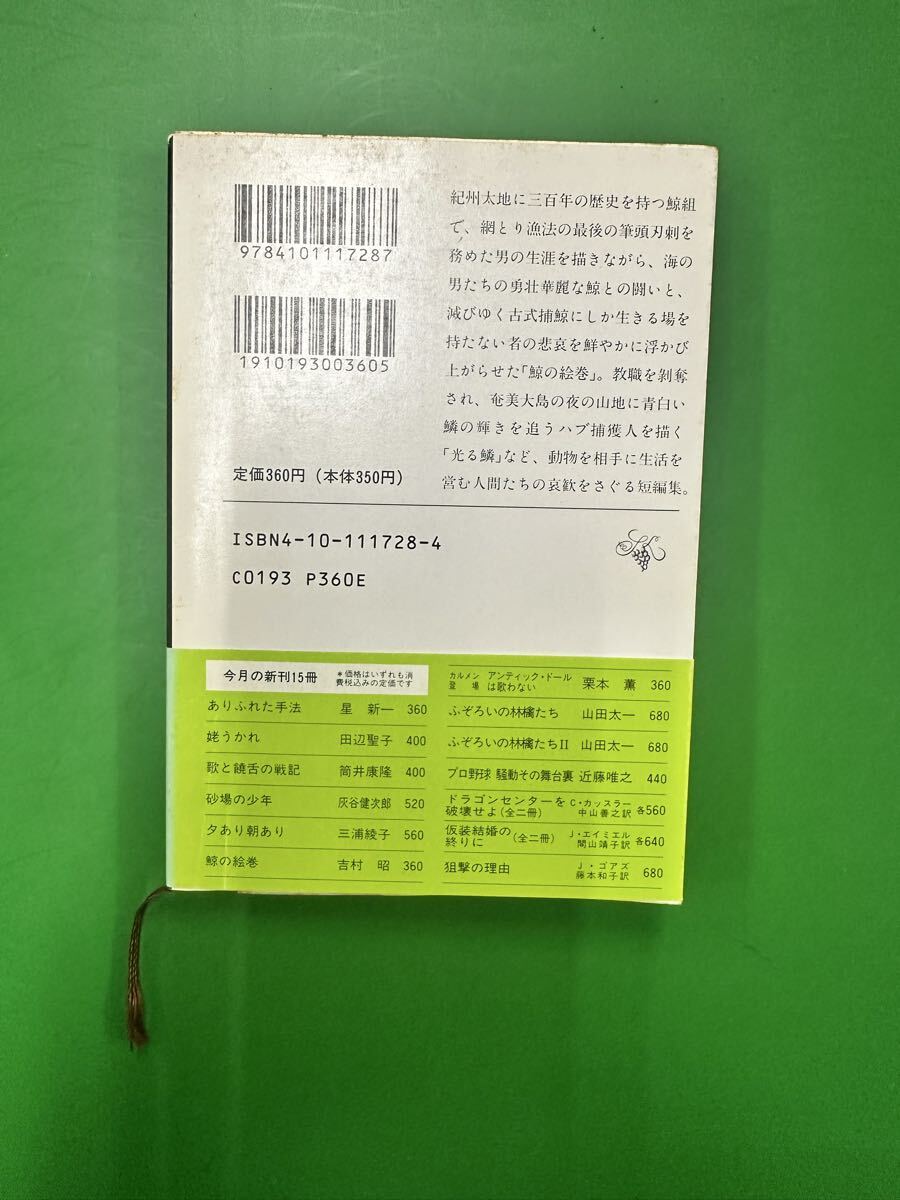 9784101117287
1910193003605
定価360円（本体350円）
紀州太地に三百年の歴史を持つ鯨組
で、網とり漁法の最後の筆頭刃刺を
務めた男の生涯を描きながら、海の
男たちの勇壮華麗な鯨との闘いと、
滅びゆく古式捕鯨にしか生きる場を
持たない者の悲哀を鮮やかに浮かび
上がらせた「鯨の絵巻」。教職を剝奪
され、奄美大島の夜の山地に青白い
鱗の輝きを追うハブ捕獲人を描く
「光る鱗」など、動物を相手に生活を
営む人間たちの哀歓をさぐる短編集。
ISBN4-10-111728-4
C0193 P360E
今月の新刊15冊
＊価格はいずれも消
費税込みの定価です
ありふれた手法 星 新一 360
姥うかれ 田辺聖子 400
歌と饒舌の戦記 筒井康隆 400
砂場の少年 灰谷健次郎 520
夕あり朝あり 三浦綾子 560
鯨の絵巻 吉村 昭 360
カルメン登場 アンティック・ドールは歌わない 栗本 薫 360
ふぞろいの林檎たち 山田太一 680
ふぞろいの林檎たちII 山田太一 680
プロ野球 騒動その舞台裏 近藤唯之 440
ドラゴンセンターを破壊せよ(全二冊) C・カッスラー 中山善之訳 各560
仮装結婚の終りに (全二冊) J・エイミエル 間山靖子訳 各640
狙撃の理由 J・ゴアズ 藤本和子訳 680